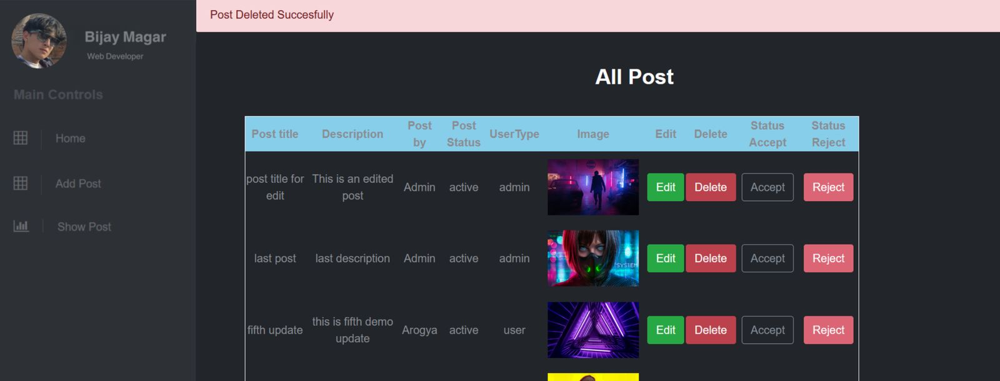 Post Deleted Succesfully
Bijay Magar
Web Developer
Main Controls
Home
Add Post
Show Post
All Post
Post title Description Post by Post Status UserType Image Edit Delete Status Accept Status Reject
post title for edit This is an edited post Admin active admin Edit Delete Accept Reject
last post last description Admin active admin SYSTEM Edit Delete Accept Reject
fifth update this is fifth demo update Arogya active user Edit Delete Accept Reject